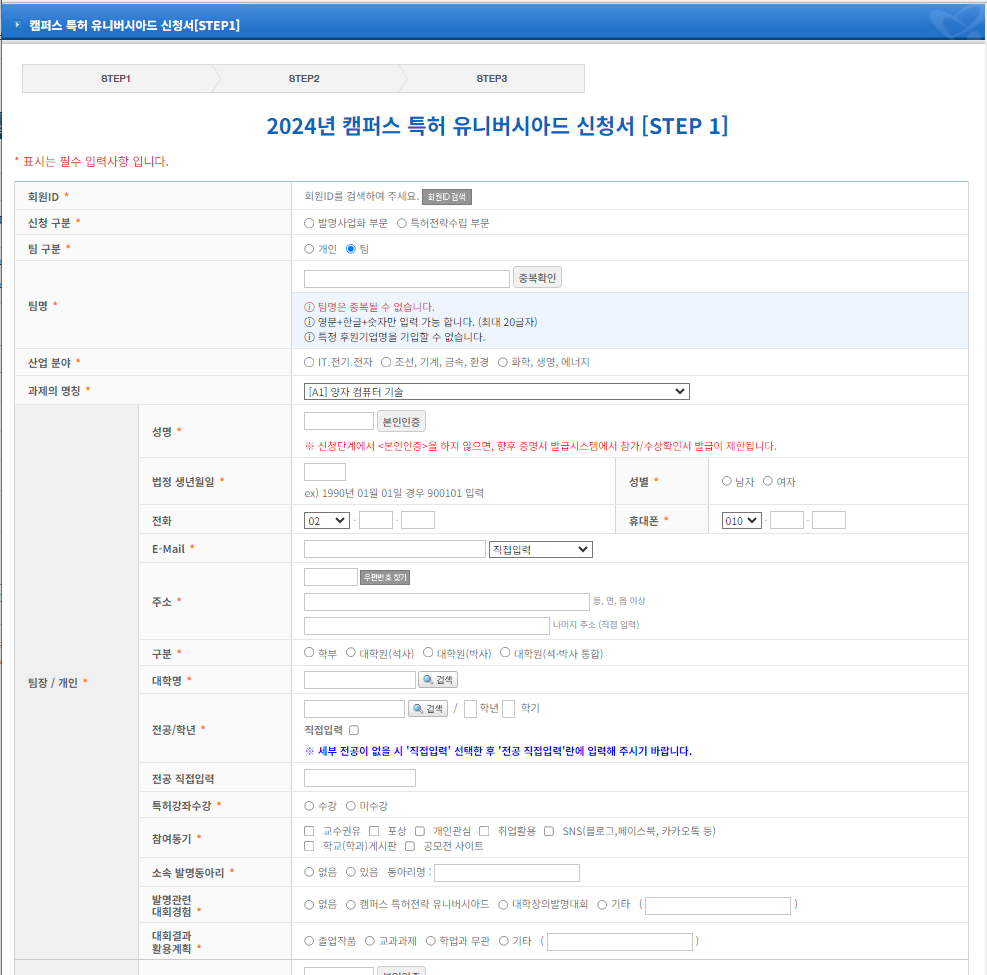 캠퍼스 특허 유니버시아드 신청서[STEP1]
STEP1 STEP2 STEP3
2024년 캠퍼스 특허 유니버시아드 신청서 [STEP 1]
* 표시는 필수 입력사항 입니다.
회원ID * 회원ID를 검색하여 주세요. 회원ID검색
신청 구분 * 발명사업화 부문 특허전략수립 부문
팀 구분 * 개인 팀
팀명 * 중복확인
팀명은 중복될 수 없습니다.
영문+한글+숫자만 입력 가능 합니다. (최대 20글자)
특정 후원기업명을 기입할 수 없습니다.
산업 분야 * IT.전기.전자 조선, 기계, 금속, 환경 화학, 생명, 에너지
과제의 명칭 * [A1] 양자 컴퓨터 기술
팀장 / 개인 *
성명 * 본인인증
※ 신청단계에서 <본인인증>을 하지 않으면, 향후 증명서 발급시스템에서 참가/수상확인서 발급이 제한됩니다.
법정 생년월일 * 성별 * 남자 여자
ex) 1990년 01월 01일 경우 900101 입력
전화 02 - - 휴대폰 * 010 - -
E-Mail * 직접입력
주소 * 우편번호 찾기
동, 면, 읍 이상
나머지 주소 (직접 입력)
구분 * 학부 대학원(석사) 대학원(박사) 대학원(석·박사 통합)
대학명 * 검색
전공/학년 * 검색 / 학년 학기
직접입력
※ 세부 전공이 없을 시 '직접입력' 선택한 후 '전공 직접입력'란에 입력해 주시기 바랍니다.
전공 직접입력
특허강좌수강 * 수강 미수강
참여동기 * 교수권유 포상 개인관심 취업활용 SNS(블로그,페이스북, 카카오톡 등)
학교(학과)게시판 공모전 사이트
소속 발명동아리 * 없음 있음 동아리명 :
발명관련
대회경험 * 없음 캠퍼스 특허전략 유니버시아드 대학창의발명대회 기타 ( )
대회결과
활용계획 * 졸업작품 교과과제 학업과 무관 기타 ( )
본인인증